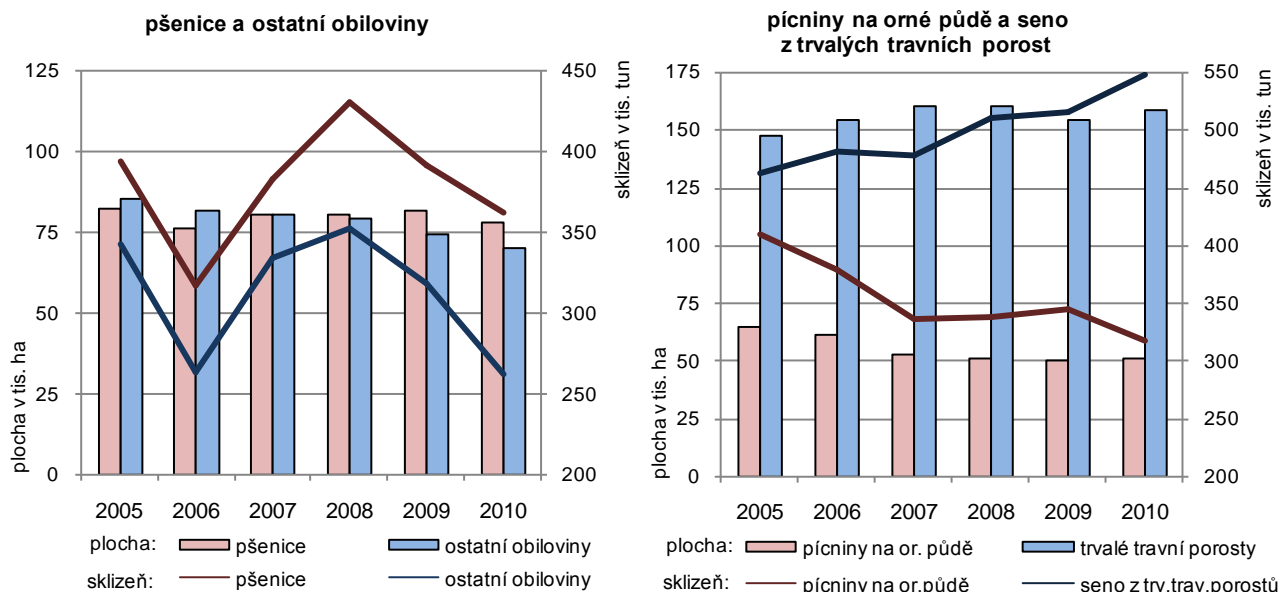 pšenice a ostatní obiloviny
125
100
75
50
25
0
plocha v tis. ha
450
400
350
300
250
200
sklizeň v tis. tun
2005 2006 2007 2008 2009 2010
plocha: pšenice ostatní obiloviny
sklizeň: pšenice ostatní obiloviny
pícniny na orné půdě a seno
z trvalých travních porost
175
150
125
100
75
50
25
0
plocha v tis. ha
550
500
450
400
350
300
250
200
sklizeň v tis. tun
2005 2006 2007 2008 2009 2010
plocha: pícniny na or. půdě trvalé travní porosty
sklizeň: pícniny na or.půdě seno z trv.trav.porostů